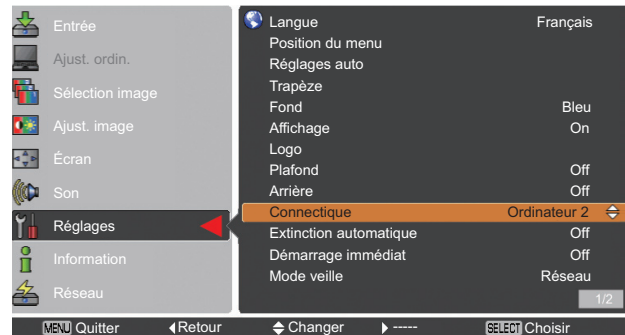 Entrée
Ajust. ordin.
Sélection image
Ajust. image
Écran
Son
Réglages
Information
Réseau
Langue Français
Position du menu
Réglages auto
Trapèze
Fond Bleu
Affichage On
Logo
Plafond Off
Arrière Off
Connectique Ordinateur 2
Extinction automatique Off
Démarrage immédiat Off
Mode veille Réseau
1/2
MENU Quitter Retour Changer ----- SELECT Choisir